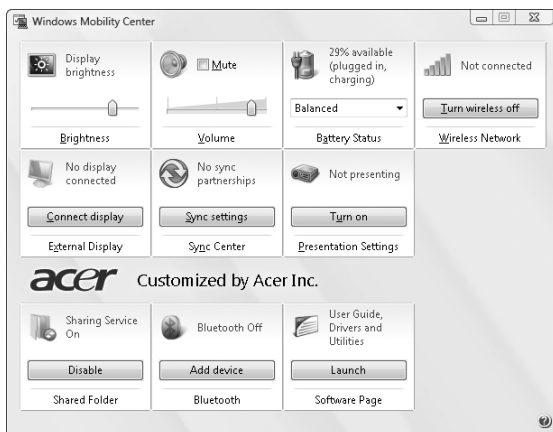 Windows Mobility Center
Display
brightness
Brightness
Mute
Volume
29% available
(plugged in,
charging)
Balanced
Battery Status
Not connected
Turn wireless off
Wireless Network
No display
connected
Connect display
External Display
No sync
partnerships
Sync settings
Sync Center
Not presenting
Turn on
Presentation Settings
acer Customized by Acer Inc.
Sharing Service
On
Disable
Shared Folder
Bluetooth Off
Add device
Bluetooth
User Guide,
Drivers and
Utilities
Launch
Software Page
?